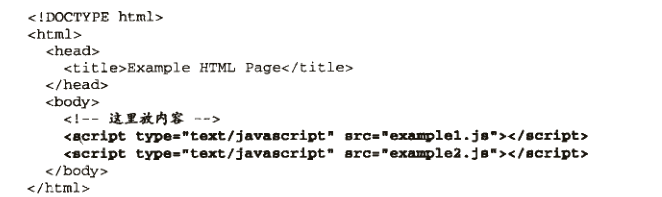 <!DOCTYPE html>
<html>
  <head>
    <title>Example HTML Page</title>
  </head>
  <body>
    <!-- 这里放内容 -->
    <script type="text/javascript" src="example1.js"></script>
    <script type="text/javascript" src="example2.js"></script>
  </body>
</html>